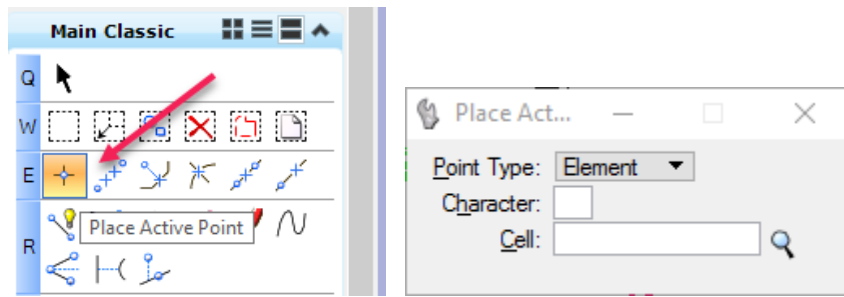 Main Classic
Q
W
E
Place Active Point
R
Place Act...
Point Type: Element
Character:
Cell: